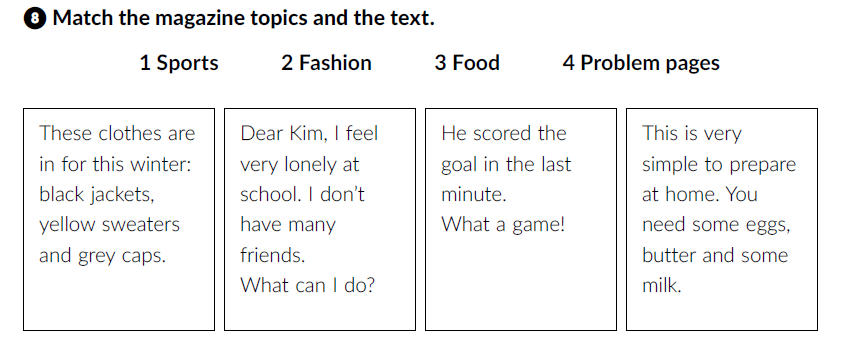 8 Match the magazine topics and the text.
1 Sports 2 Fashion 3 Food 4 Problem pages
These clothes are
in for this winter:
black jackets,
yellow sweaters
and grey caps.
Dear Kim, I feel
very lonely at
school. I don't
have many
friends.
What can I do?
He scored the
goal in the last
minute.
What a game!
This is very
simple to prepare
at home. You
need some eggs,
butter and some
milk.